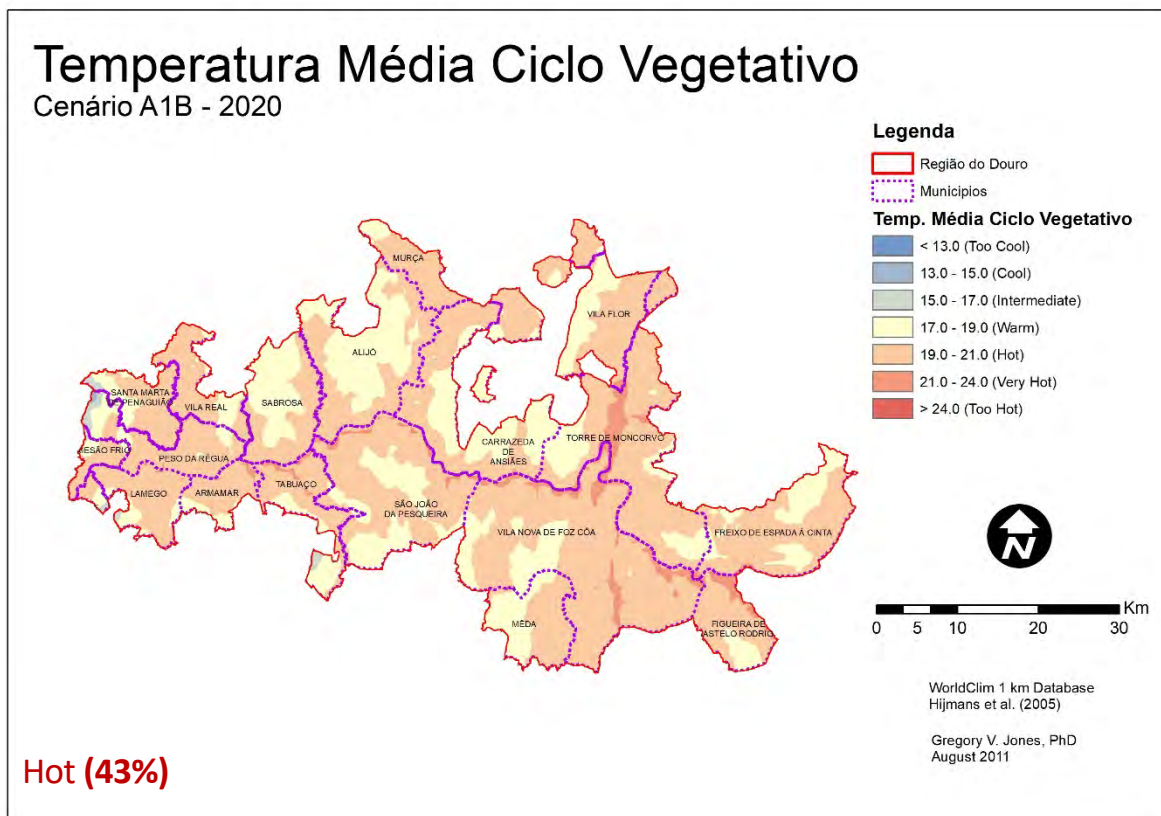 Temperatura Média Ciclo Vegetativo
Cenário A1B - 2020
Legenda
Região do Douro
Municipios
Temp. Média Ciclo Vegetativo
< 13.0 (Too Cool)
13.0 - 15.0 (Cool)
15.0 - 17.0 (Intermediate)
17.0 - 19.0 (Warm)
19.0 - 21.0 (Hot)
21.0 - 24.0 (Very Hot)
> 24.0 (Too Hot)
MURÇA
VILA FLOR
ALIJÓ
SANTA MARTA
DE PENAGUIÃO
VILA REAL
SABROSA
MESÃO FRIO
PESO DA RÉGUA
CARRAZEDA
DE
ANSIÃES
TORRE DE MONCORVO
LAMEGO
ARMAMAR
TABUAÇO
SÃO JOÃO
DA PESQUEIRA
VILA NOVA DE FOZ CÔA
FREIXO DE ESPADA À CINTA
MÊDA
FIGUEIRA DE
ASTELO RODRIG
N
Km
0 5 10 20 30
WorldClim 1 km Database
Hijmans et al. (2005)
Gregory V. Jones, PhD
August 2011
Hot (43%)